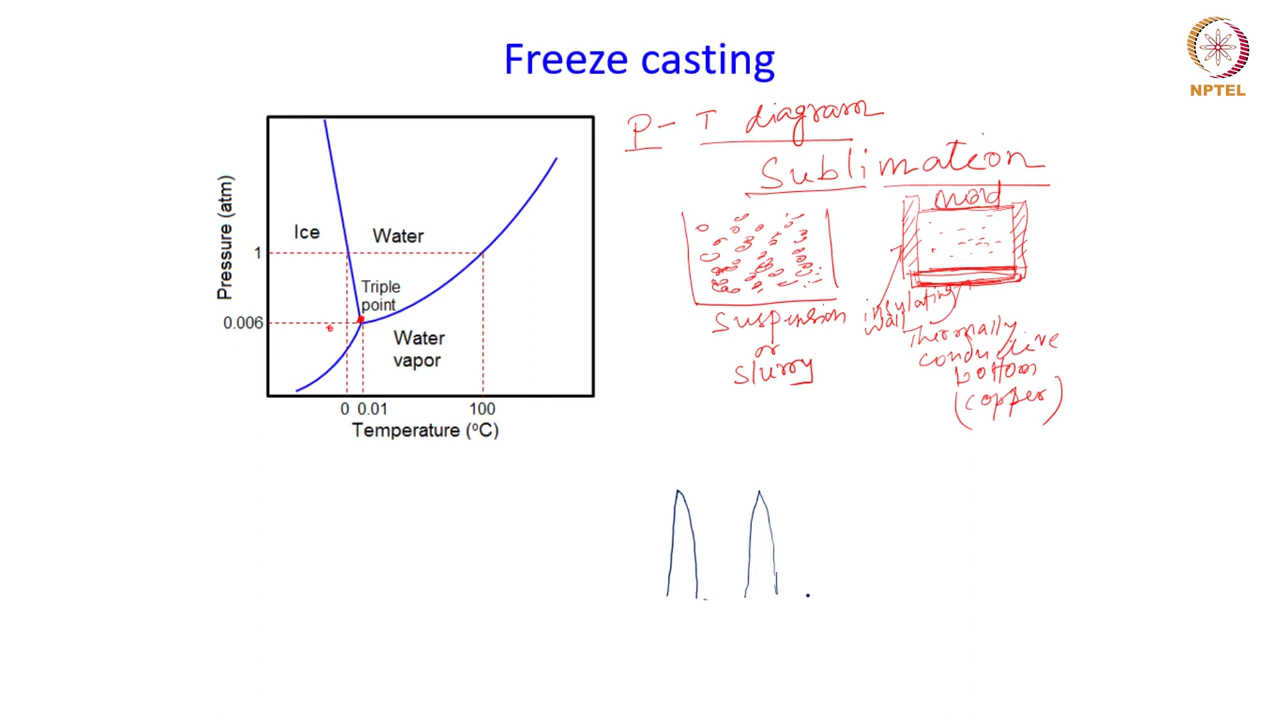 Freeze casting
NPTEL
P-T diagram
Sublimation
mold
Pressure (atm)
1
0.006
Ice
Water
Triple
point
Water
vapor
0 0.01 100
Temperature (°C)
suspension
or
slurry
insulating
wall
Thermally
conductive
bottom
(copper)